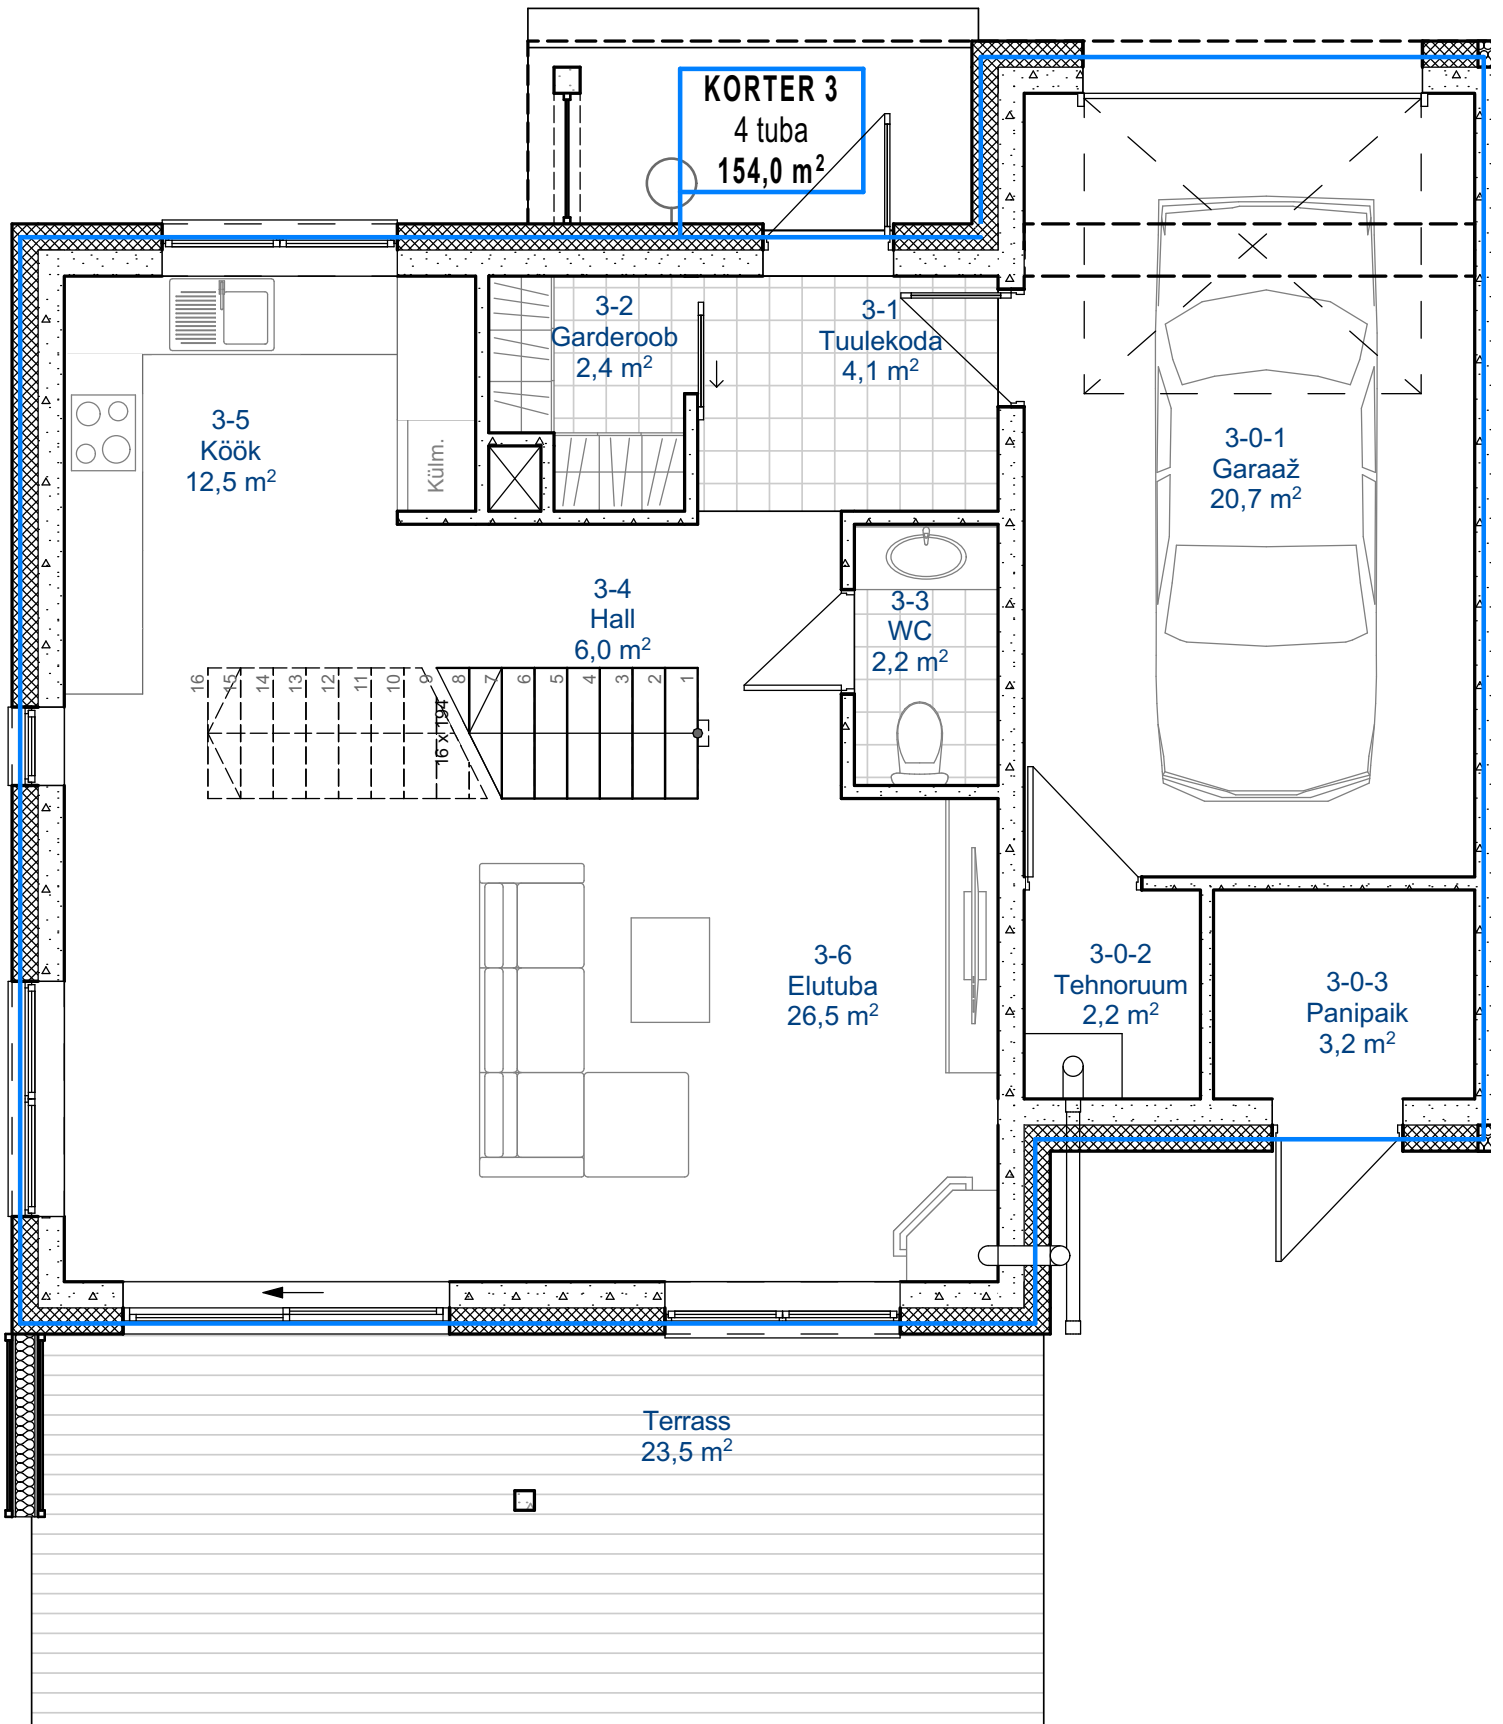 KORTER 3
4 tuba
154,0 m²
3-2
Garderoob
2,4 m²
3-1
Tuulekoda
4,1 m²
3-5
Köök
12,5 m²
Külm.
3-0-1
Garaaž
20,7 m²
3-4
Hall
6,0 m²
3-3
WC
2,2 m²
16 15 14 13 12 11 10 9 8 7 6 5 4 3 2 1
16 x 194
3-6
Elutuba
26,5 m²
3-0-2
Tehnoruum
2,2 m²
3-0-3
Panipaik
3,2 m²
Terrass
23,5 m²